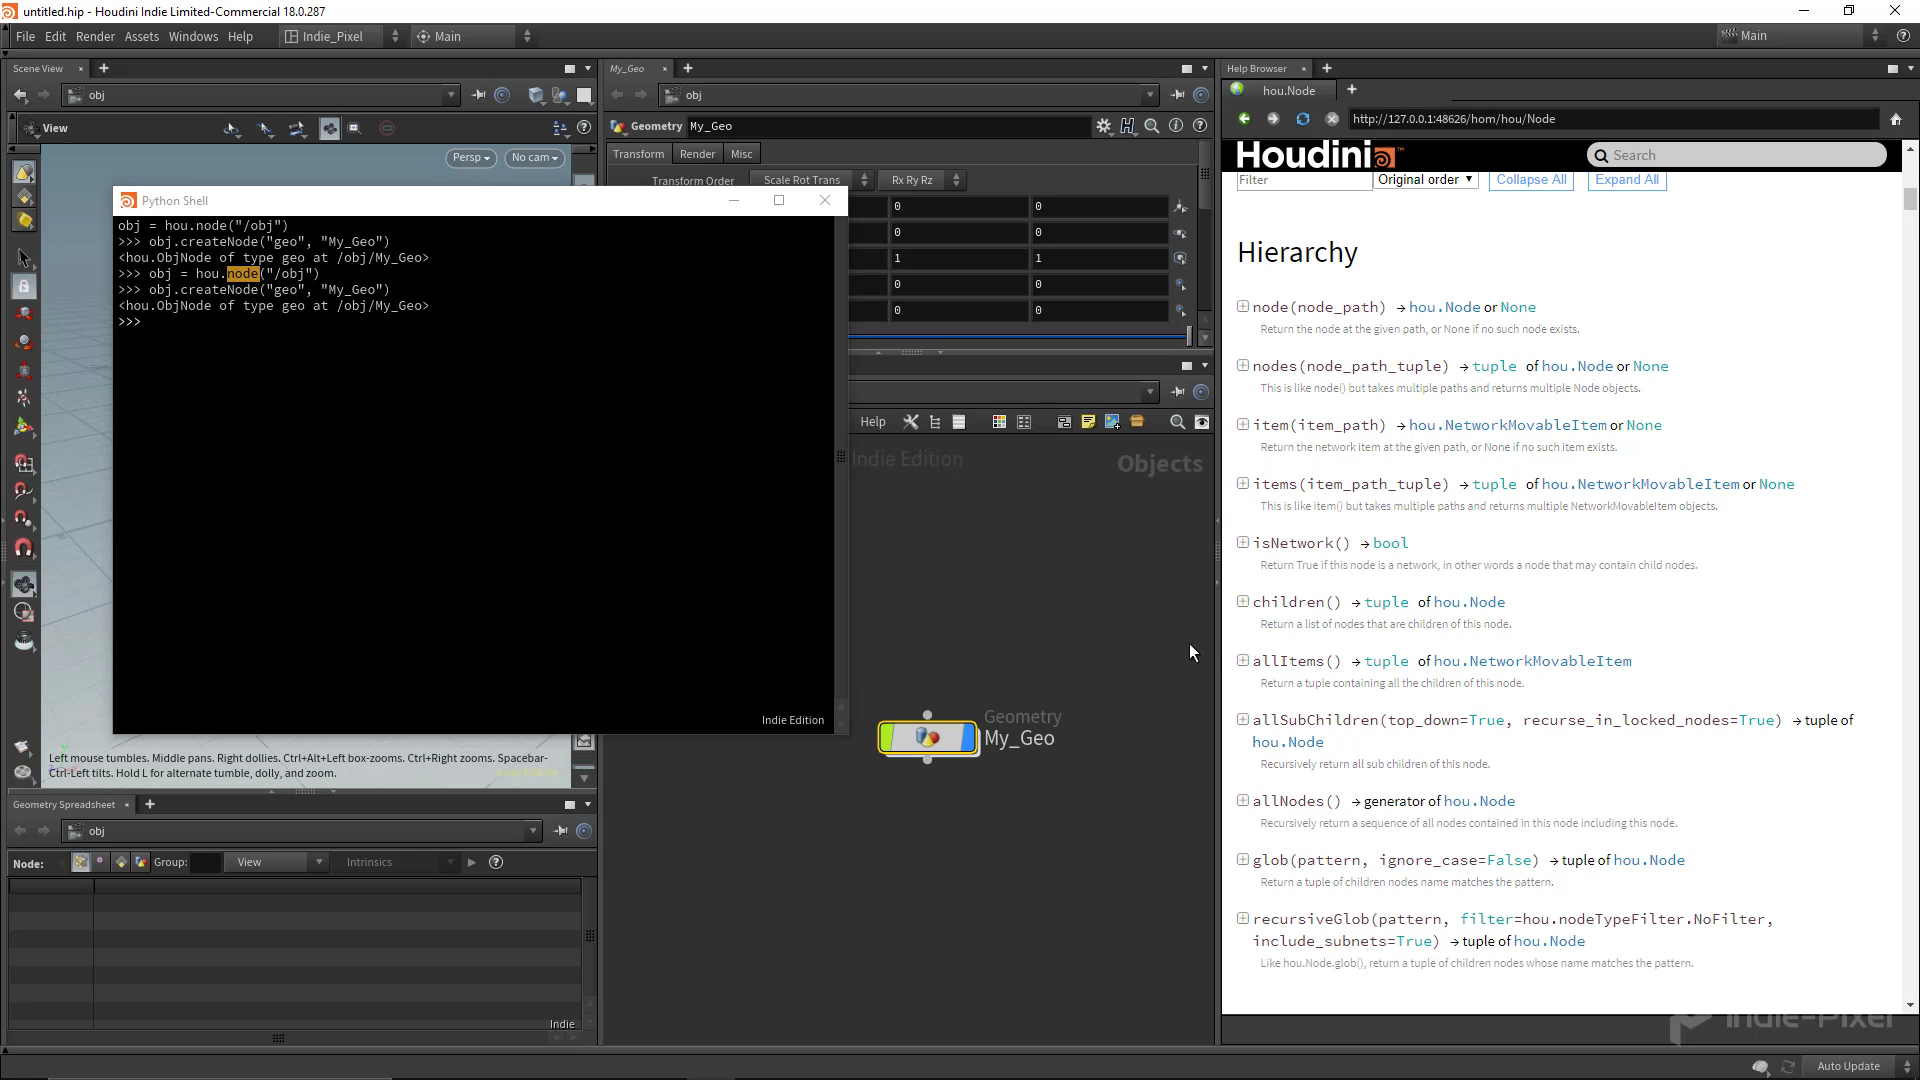 untitled.hip - Houdini Indie Limited-Commercial 18.0.287
File Edit Render Assets Windows Help Indie_Pixel Main Main
Scene View × + My_Geo × + Help Browser × +
obj obj hou.Node +
http://127.0.0.1:48626/hom/hou/Node
View Geometry My_Geo
Houdini Search
Persp No cam
Transform Render Misc
Transform Order Scale Rot Trans Rx Ry Rz
Filter Original order Collapse All Expand All
0 0
0 0
1 1
0 0
0 0
Python Shell
obj = hou.node("/obj")
>>> obj.createNode("geo", "My_Geo")
<hou.ObjNode of type geo at /obj/My_Geo>
>>> obj = hou.node("/obj")
>>> obj.createNode("geo", "My_Geo")
<hou.ObjNode of type geo at /obj/My_Geo>
>>>
Indie Edition
Help
Indie Edition Objects
Geometry
My_Geo
Left mouse tumbles. Middle pans. Right dollies. Ctrl+Alt+Left box-zooms. Ctrl+Right zooms. Spacebar-
Ctrl-Left tilts. Hold L for alternate tumble, dolly, and zoom.
Indie Edition
Geometry Spreadsheet × +
obj
Node: Group: View Intrinsics
Indie
Hierarchy
node(node_path) → hou.Node or None
Return the node at the given path, or None if no such node exists.
nodes(node_path_tuple) → tuple of hou.Node or None
This is like node() but takes multiple paths and returns multiple Node objects.
item(item_path) → hou.NetworkMovableItem or None
Return the network item at the given path, or None if no such item exists.
items(item_path_tuple) → tuple of hou.NetworkMovableItem or None
This is like item() but takes multiple paths and returns multiple NetworkMovableItem objects.
isNetwork() → bool
Return True if this node is a network, in other words a node that may contain child nodes.
children() → tuple of hou.Node
Return a list of nodes that are children of this node.
allItems() → tuple of hou.NetworkMovableItem
Return a tuple containing all the children of this node.
allSubChildren(top_down=True, recurse_in_locked_nodes=True) → tuple of
hou.Node
Recursively return all sub children of this node.
allNodes() → generator of hou.Node
Recursively return a sequence of all nodes contained in this node including this node.
glob(pattern, ignore_case=False) → tuple of hou.Node
Return a tuple of children nodes name matches the pattern.
recursiveGlob(pattern, filter=hou.nodeTypeFilter.NoFilter,
include_subnets=True) → tuple of hou.Node
Like hou.Node.glob(), return a tuple of children nodes whose name matches the pattern.
Indie-Pixel
Auto Update